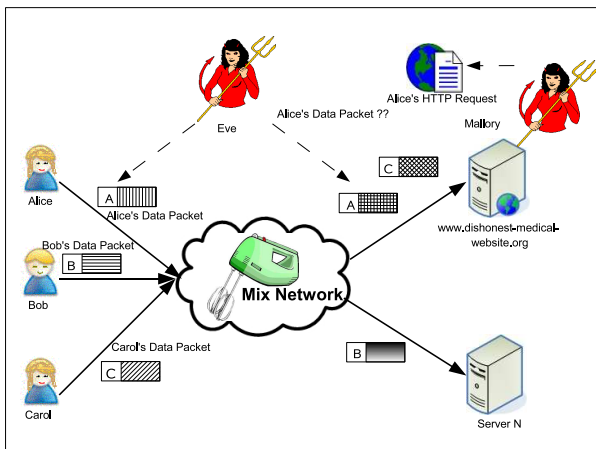 Eve
Alice's Data Packet ??
Alice's HTTP Request
Mallory
C
A
A
Alice
Alice's Data Packet
www.dishonest-medical-
website.org
Bob's Data Packet
B
Bob
Mix Network
Carol's Data Packet
C
B
Carol
Server N